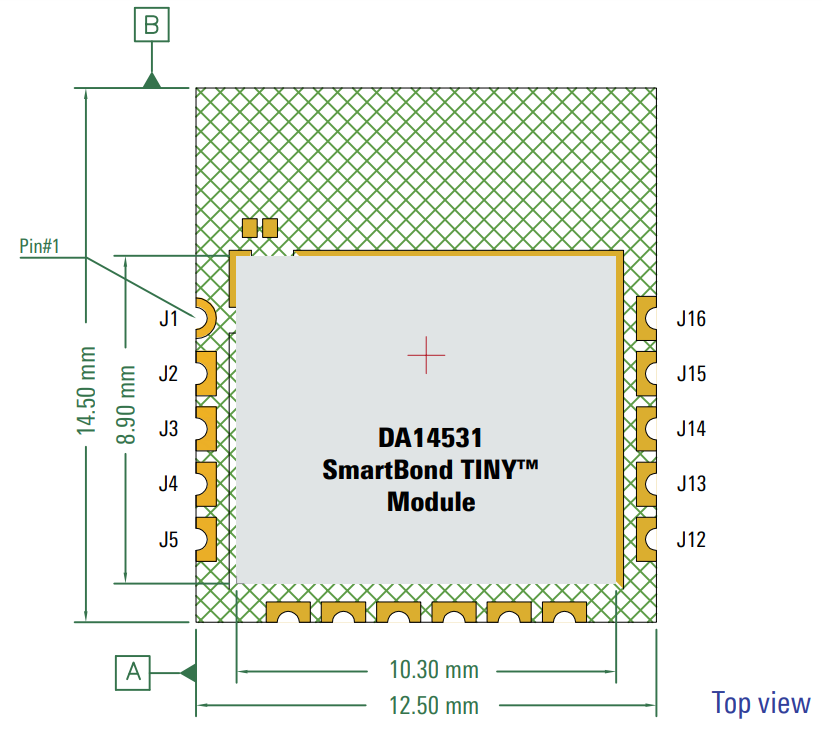 B
Pin#1
J1
J2
J3
J4
J5
14.50 mm
8.90 mm
DA14531
SmartBond TINY™
Module
J16
J15
J14
J13
J12
A
10.30 mm
12.50 mm
Top view